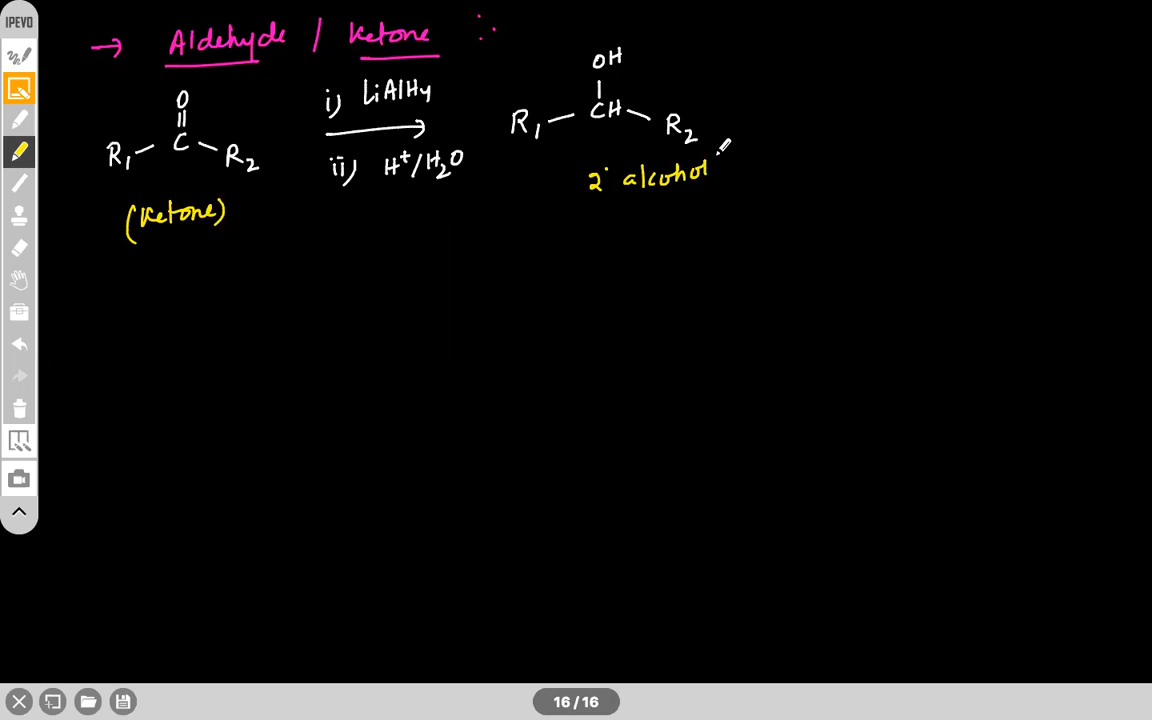 IPEVO
→ Aldehyde / Ketone :
O
||
R₁ — C — R₂
(Ketone)
i) LiAlH4
ii) H⁺/H₂O
OH
|
R₁ — CH — R₂
2° alcohol
16 / 16